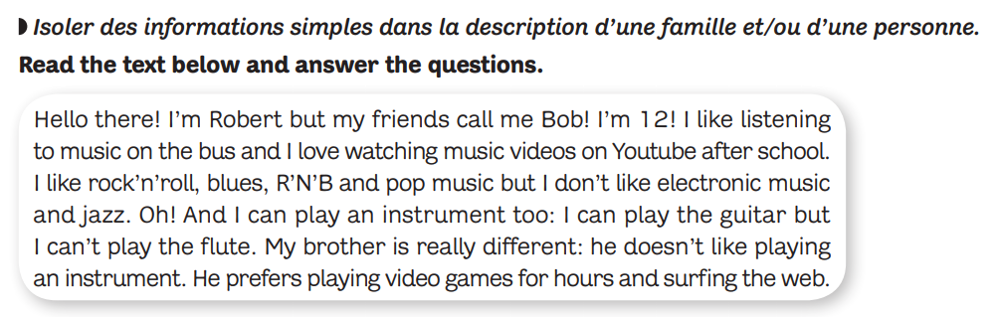 ◗ Isoler des informations simples dans la description d'une famille et/ou d'une personne.
Read the text below and answer the questions.
Hello there! I'm Robert but my friends call me Bob! I'm 12! I like listening
to music on the bus and I love watching music videos on Youtube after school.
I like rock'n'roll, blues, R'N'B and pop music but I don't like electronic music
and jazz. Oh! And I can play an instrument too: I can play the guitar but
I can't play the flute. My brother is really different: he doesn't like playing
an instrument. He prefers playing video games for hours and surfing the web.